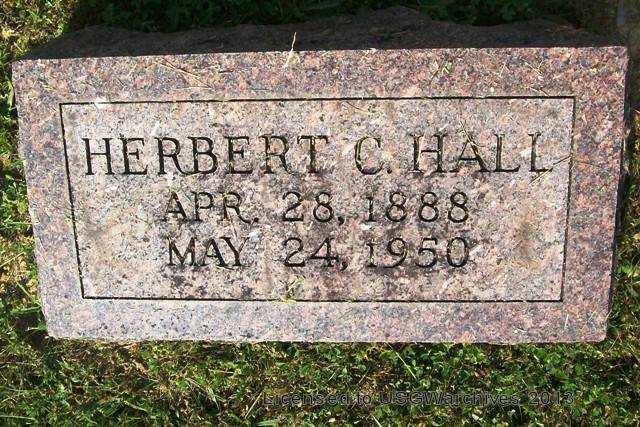 HERBERT C. HALL
APR. 28, 1888
MAY 24, 1950
Licensed to USGWarchives 2013